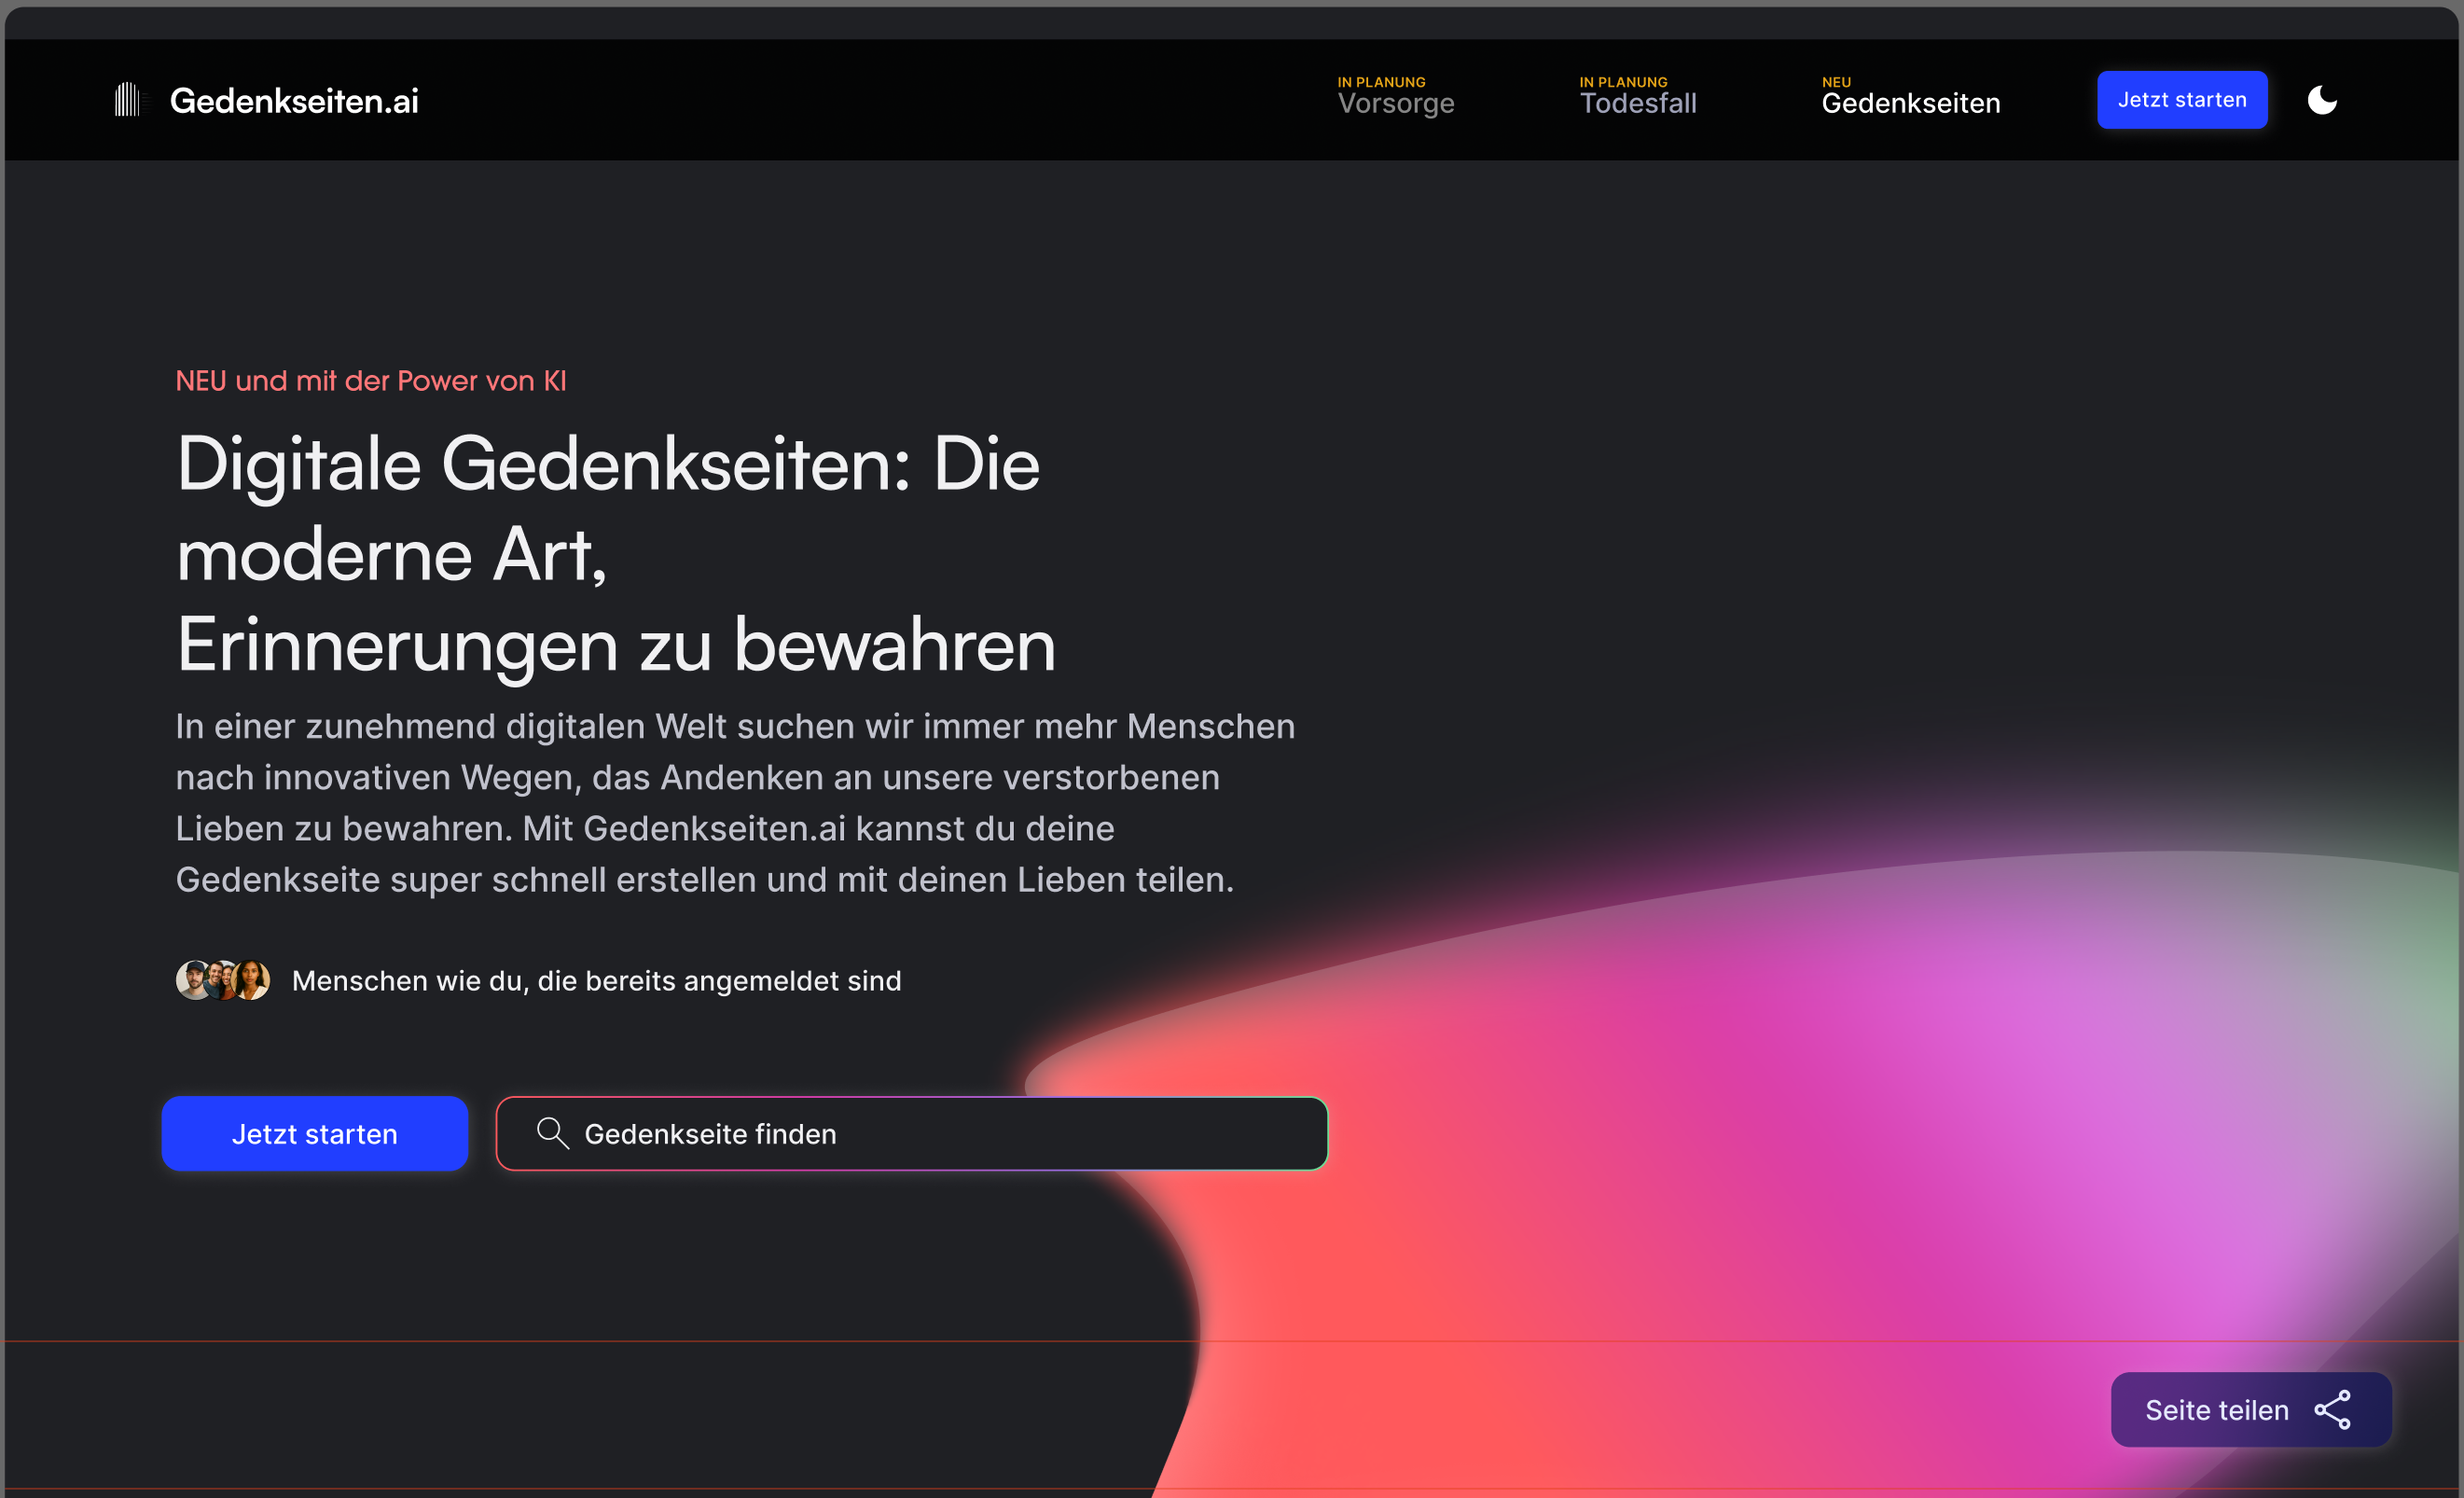 Gedenkseiten.ai
IN PLANUNG
Vorsorge
IN PLANUNG
Todesfall
NEU
Gedenkseiten
Jetzt starten
NEU und mit der Power von KI
Digitale Gedenkseiten: Die
moderne Art,
Erinnerungen zu bewahren
In einer zunehmend digitalen Welt suchen wir immer mehr Menschen
nach innovativen Wegen, das Andenken an unsere verstorbenen
Lieben zu bewahren. Mit Gedenkseiten.ai kannst du deine
Gedenkseite super schnell erstellen und mit deinen Lieben teilen.
Menschen wie du, die bereits angemeldet sind
Jetzt starten
Gedenkseite finden
Seite teilen